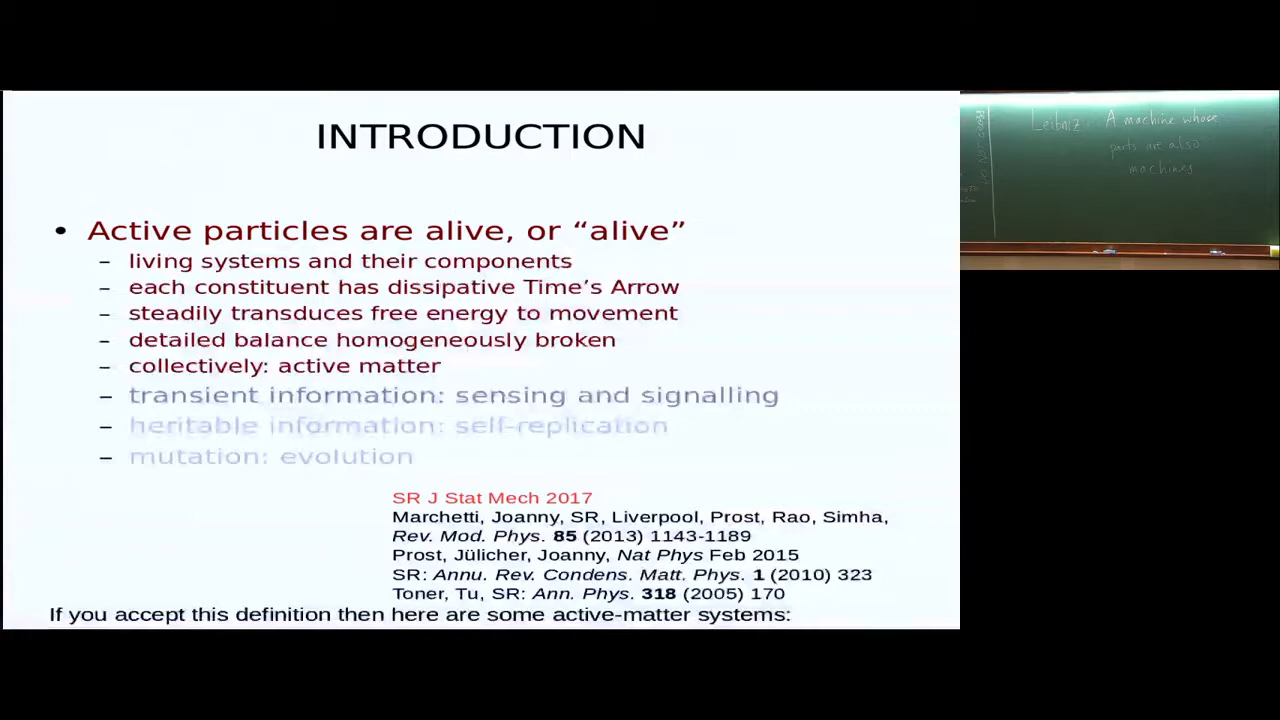 INTRODUCTION
• Active particles are alive, or “alive”
– living systems and their components
– each constituent has dissipative Time’s Arrow
– steadily transduces free energy to movement
– detailed balance homogeneously broken
– collectively: active matter
– transient information: sensing and signalling
– heritable information: self-replication
– mutation: evolution
SR J Stat Mech 2017
Marchetti, Joanny, SR, Liverpool, Prost, Rao, Simha,
Rev. Mod. Phys. 85 (2013) 1143-1189
Prost, Jülicher, Joanny, Nat Phys Feb 2015
SR: Annu. Rev. Condens. Matt. Phys. 1 (2010) 323
Toner, Tu, SR: Ann. Phys. 318 (2005) 170
If you accept this definition then here are some active-matter systems:
Leibniz A machine whose
parts are also
machines